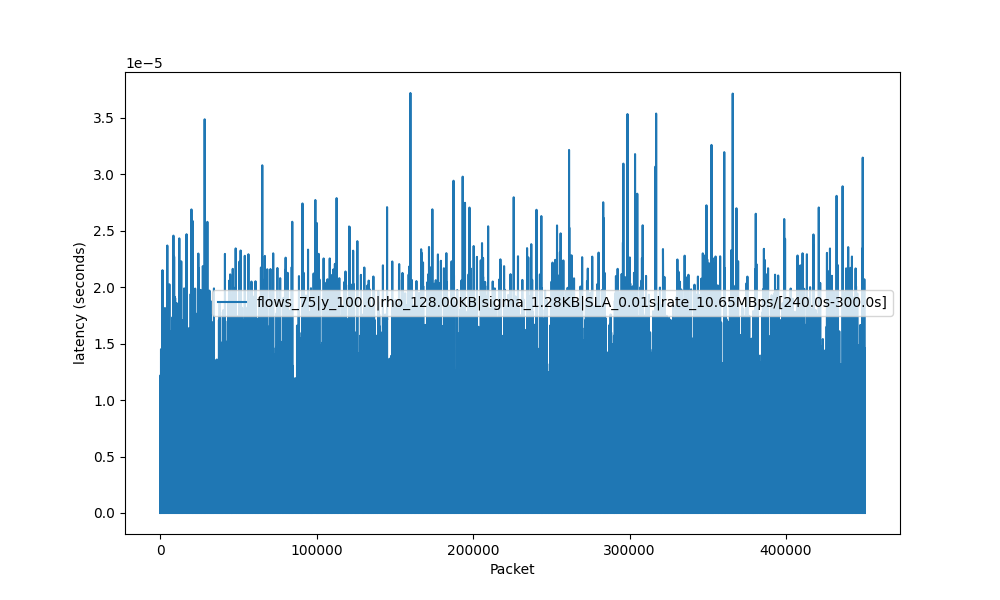 1e−5
3.5
3.0
2.5
2.0
1.5
1.0
0.5
0.0
latency (seconds)
flows_75|y_100.0|rho_128.00KB|sigma_1.28KB|SLA_0.01s|rate_10.65MBps/[240.0s-300.0s]
0 100000 200000 300000 400000
Packet